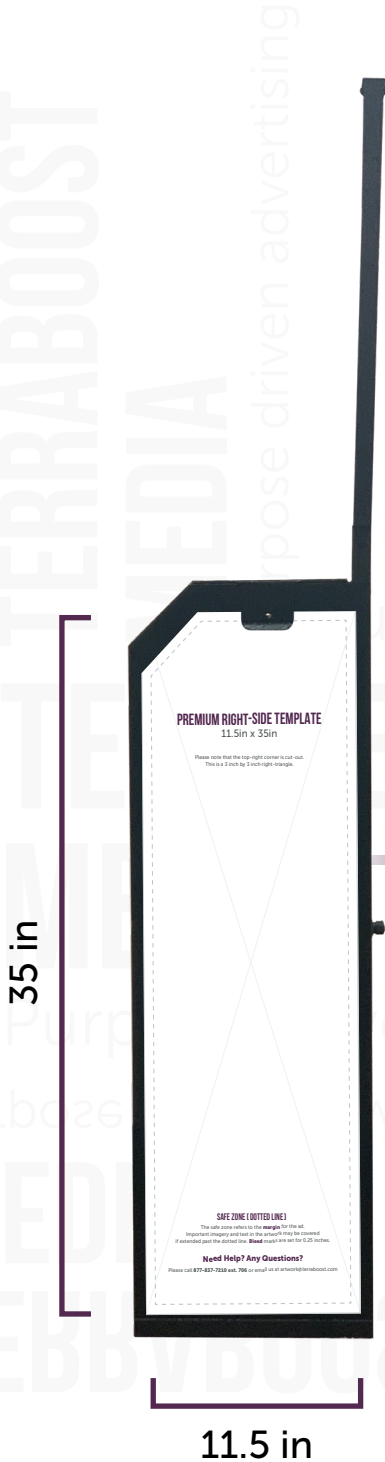 TERRABOOST
MEDIA
rpose driven advertising
PREMIUM RIGHT-SIDE TEMPLATE
11.5in x 35in
Please note that the top-right corner is cut-out.
This is a 3 inch by 3 inch right-triangle.
35 in
SAFE ZONE ( DOTTED LINE )
The safe zone refers to the margin for the ad.
Important imagery and text in the artwork may be covered
if extended past the dotted line. Bleed marks are set for 0.25 inches.
Need Help? Any Questions?
Please call 877-837-7210 est. 706 or email us at artwork@terraboost.com
11.5 in